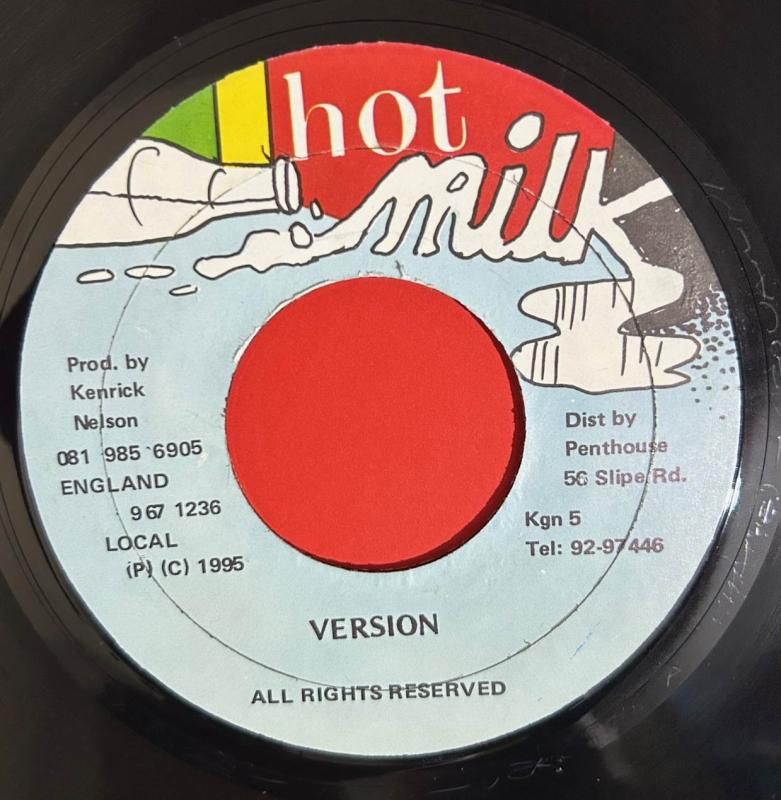 hot
milk
Prod. by
Kenrick
Nelson
081 985 6905
ENGLAND
967 1236
LOCAL
(P) (C) 1995
Dist by
Penthouse
56 Slipe Rd.
Kgn 5
Tel: 92-97446
VERSION
ALL RIGHTS RESERVED